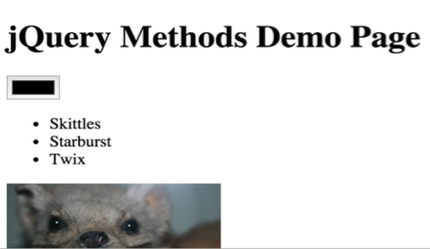 jQuery Methods Demo Page
Skittles
Starburst
Twix